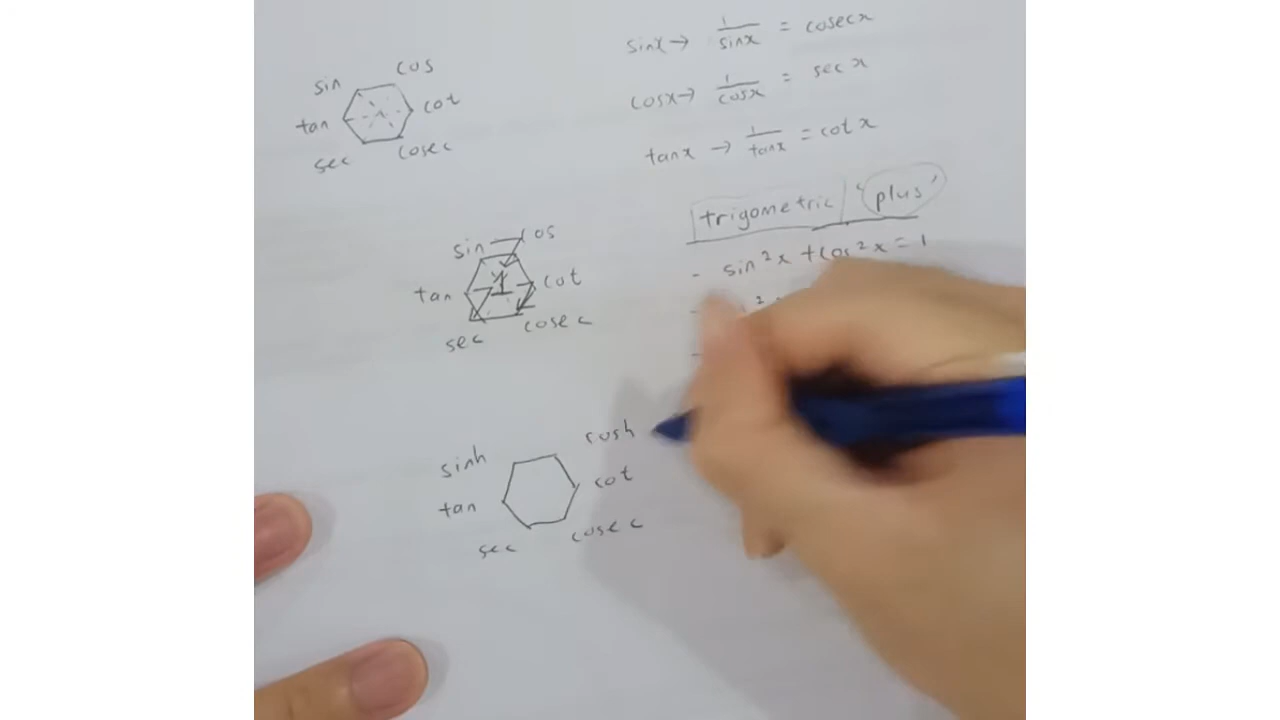 sin cos
tan cot
sec cosec
sinx → 1/sinx = cosecx
cosx → 1/cosx = sec x
tanx → 1/tanx = cot x
trigometric 'plus'
- sin²x + cos²x = 1
sin cos
tan 1 cot
sec cosec
sinh cosh
tan cot
sec cosec